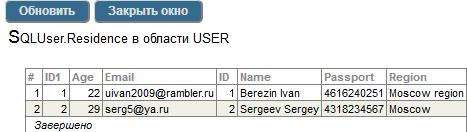 Обновить Закрыть окно
SQLUser.Residence в области USER
# ID1 Age Email ID Name Passport Region
1 1 22 uivan2009@rambler.ru 1 Berezin Ivan 4616240251 Moscow region
2 2 29 serg5@ya.ru 2 Sergeev Sergey 4318234567 Moscow
Завершено